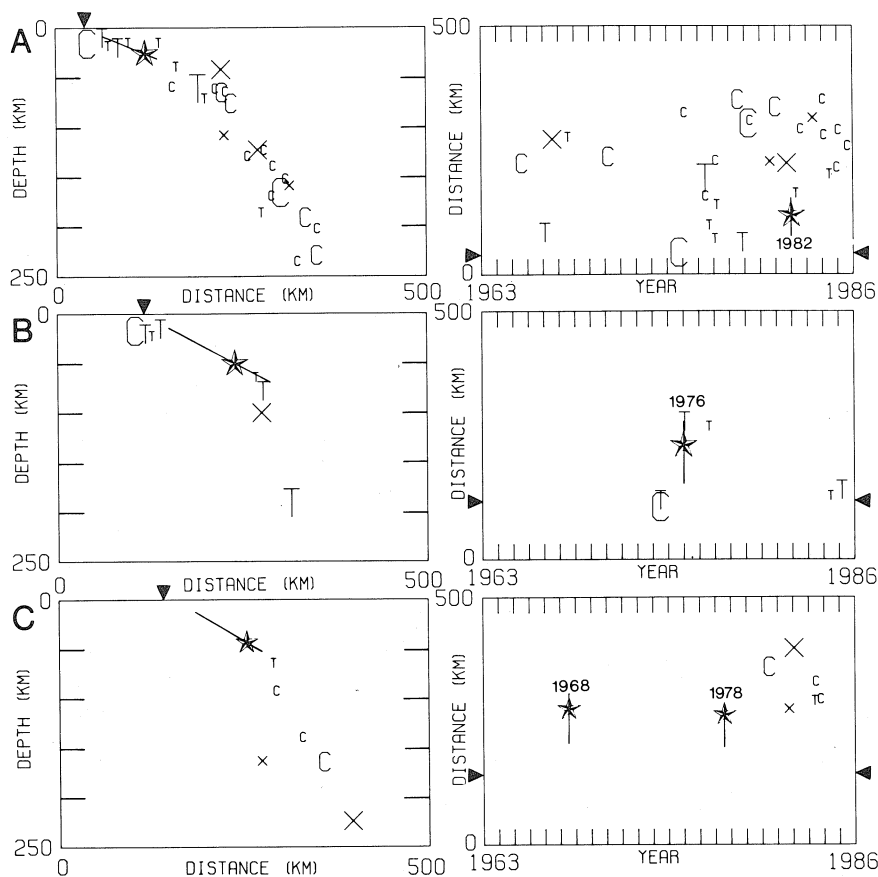 A
0
DEPTH (KM)
250
0
DISTANCE (KM)
500
500
DISTANCE (KM)
0
1982
1963
YEAR
1986
B
0
DEPTH (KM)
250
0
DISTANCE (KM)
500
500
DISTANCE (KM)
0
1976
1963
YEAR
1986
C
0
DEPTH (KM)
250
0
DISTANCE (KM)
500
500
DISTANCE (KM)
0
1968
1978
1963
YEAR
1986